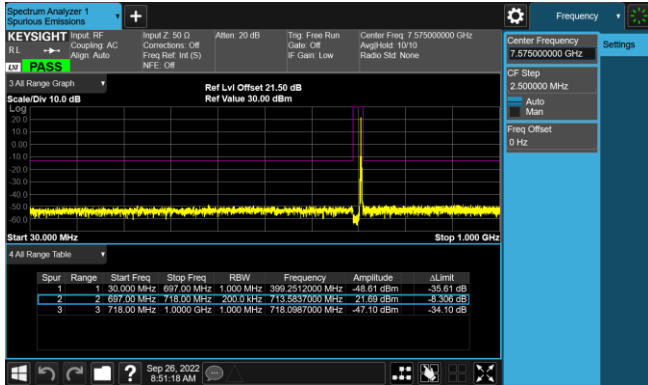 Spectrum Analyzer 1
Spurious Emissions
+
Frequency
KEYSIGHT
RL
LXI PASS
Input: RF
Coupling: AC
Align: Auto
Input Z: 50 Ω
Corrections: Off
Freq Ref: Int (S)
NFE: Off
Atten: 20 dB
Trig: Free Run
Gate: Off
IF Gain: Low
Center Freq: 7.575000000 GHz
Avg|Hold: 10/10
Radio Std: None
Center Frequency
7.575000000 GHz
Settings
CF Step
2.500000 MHz
Auto
Man
Freq Offset
0 Hz
3 All Range Graph
Scale/Div 10.0 dB
Ref Lvl Offset 21.50 dB
Ref Value 30.00 dBm
Log
20.0
10.0
0.00
-10.0
-20.0
-30.0
-40.0
-50.0
-60.0
Start 30.000 MHz
Stop 1.000 GHz
4 All Range Table
Spur Range Start Freq Stop Freq RBW Frequency Amplitude ΔLimit
1 1 30.000 MHz 697.00 MHz 1.000 MHz 399.2512000 MHz -48.61 dBm -35.61 dB
2 2 697.00 MHz 718.00 MHz 200.0 kHz 713.5837000 MHz 21.69 dBm -8.306 dB
3 3 718.00 MHz 1.0000 GHz 1.000 MHz 718.0987000 MHz -47.10 dBm -34.10 dB
?
Sep 26, 2022
8:51:18 AM